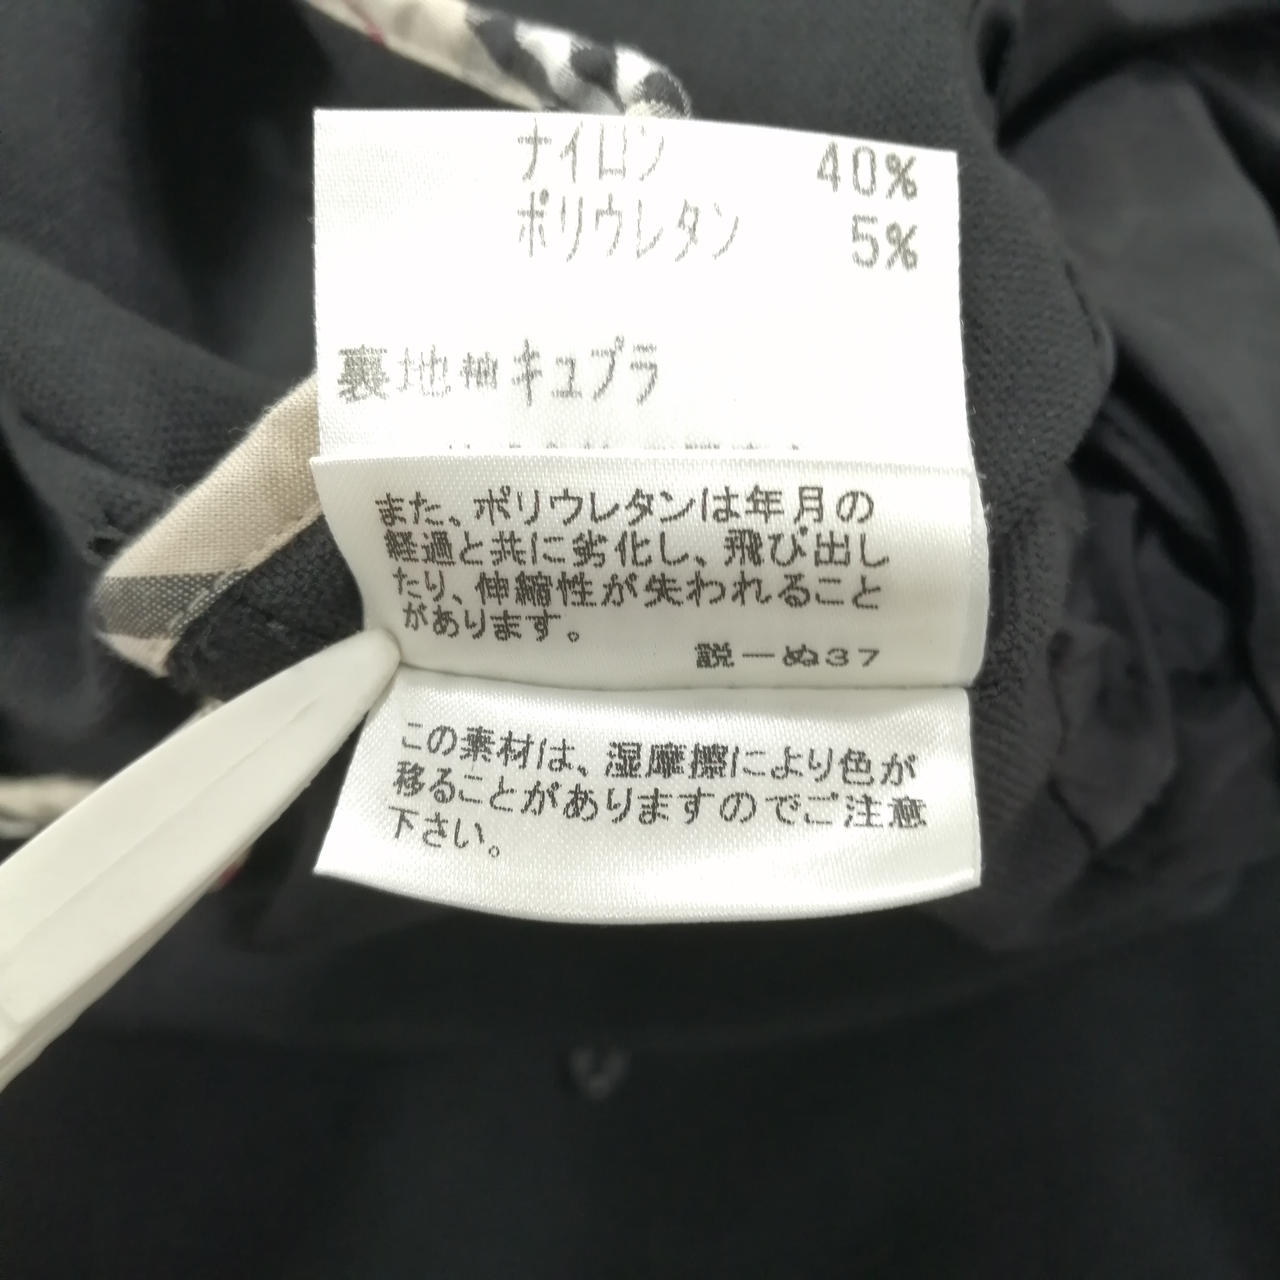 ナイロン 40%
ポリウレタン 5%
裏地袖キュプラ
また、ポリウレタンは年月の
経過と共に劣化し、飛び出し
たり、伸縮性が失われること
があります。
説一ぬ37
この素材は、湿摩擦により色が
移ることがありますのでご注意
下さい。